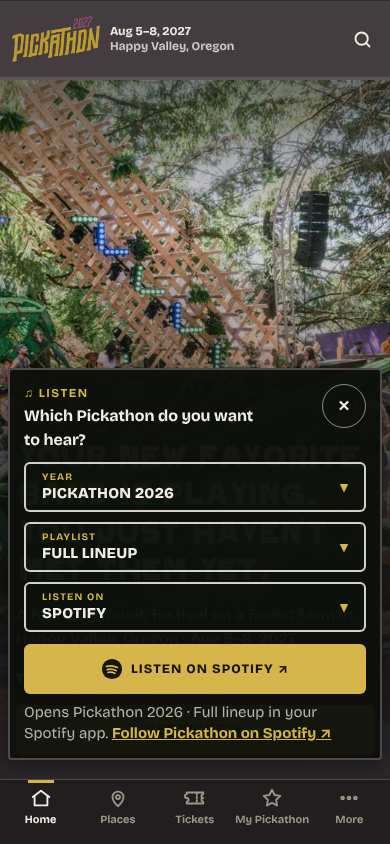 2027
PICKATHON
Aug 5–8, 2027
Happy Valley, Oregon
♫ LISTEN
Which Pickathon do you want
to hear?
YEAR
PICKATHON 2026
PLAYLIST
FULL LINEUP
LISTEN ON
SPOTIFY
LISTEN ON SPOTIFY ↗
Opens Pickathon 2026 · Full lineup in your
Spotify app. Follow Pickathon on Spotify ↗
Home
Places
Tickets
My Pickathon
More